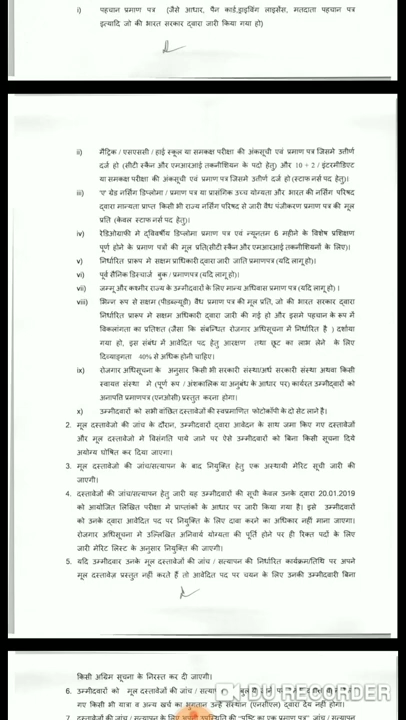 i) पहचान प्रमाण पत्र (जैसे आधार, पैन कार्ड,ड्राइविंग लाइसेंस, मतदाता पहचान पत्र
इत्यादि जो की भारत सरकार द्वारा जारी किया गया हो)
ii) मैट्रिक / एसएससी / हाई स्कूल या समकक्ष परीक्षा की अंकसूची एवं प्रमाण पत्र जिसमे उत्तीर्ण
दर्ज हो (सीटी स्कैन और एमआरआई तकनीशियन के पदो हेतु) और 10 + 2 / इंटरमीडिएट
या समकक्ष परीक्षा की अंकसूची एवं प्रमाण पत्र जिसमे उत्तीर्ण दर्ज हो (स्टाफ नर्स पद हेतु)।
iii) 'ए' ग्रेड नर्सिंग डिप्लोमा / प्रमाण पत्र या प्रासंगिक उच्च योग्यता और भारत की नर्सिंग परिषद
द्वारा मान्यता प्राप्त किसी भी राज्य नर्सिंग परिषद से जारी वैध पंजीकरण प्रमाण पत्र की मूल
प्रति (केवल स्टाफ नर्स पद हेतु)।
iv) रेडिओग्राफी मे द्विवर्षीय डिप्लोमा प्रमाण पत्र एवं न्यूनतम 6 महीने के विशेष प्रशिक्षण
पूर्ण होने के प्रमाण पत्रों की मूल प्रति(सीटी स्कैन और एमआरआई तकनीशियनों के लिए)।
v) निर्धारित प्रारूप मे सक्षम प्राधिकारी द्वारा जारी जाति प्रमाणपत्र (यदि लागू हो)।
vi) पूर्व सैनिक डिस्चार्ज बुक / प्रमाणपत्र (यदि लागू हो)।
vii) जम्मू और कश्मीर राज्य के उम्मीदवारों के लिए मान्य अधिवास प्रमाण पत्र (यदि लागू हो) ।
viii) भिन्न रूप से सक्षम (पीडबल्यूडी) वैध प्रमाण पत्र की मूल प्रति, जो की भारत सरकार द्वारा
निर्धारित प्रारूप मे सक्षम अधिकारी द्वारा जारी की गई हो और इसमे पहचान के रूप में
विकलांगता का प्रतिशत (जैसा कि संबन्धित रोजगार अधिसूचना में निर्धारित है ) दर्शाया
गया हो, इस संबंध में आवेदित पद हेतु आरक्षण तथा छूट का लाभ लेने के लिए
दिव्याइगता 40% से अधिक होनी चाहिए।
ix) रोजगार अधिसूचना के अनुसार किसी भी सरकारी संस्था/अर्ध सरकारी संस्था अथवा किसी
स्वायत्त संस्था मे (पूर्ण रूप / अंशकालिक या अनुबंध के आधार पर) कार्यरत उम्मीदवारों को
अनापत्ति प्रमाणपत्र (एनओसी) प्रस्तुत करना होगा।
x) उम्मीदवारों को सभी वांछित दस्तावेजों की स्वप्रमाणित फोटोकॉपी के दो सेट लाने है।
2. मूल दस्तावेजों की जांच के दौरान, उम्मीदवारों द्वारा आवेदन के साथ जमा किए गए दस्तावेजों
और मूल दस्तावेजो मे विसंगति पाये जाने पर ऐसे उम्मीदवारों को बिना किसी सूचना दिये
अयोग्य घोषित कर दिया जाएगा।
3. मूल दस्तावेजों की जांच/सत्यापन के बाद नियुक्ति हेतु एक अस्थायी मेरिट सूची जारी की
जाएगी।
4. दस्तावेजों की जांच/सत्यापन हेतु जारी यह उम्मीदवारों की सूची केवल उनके द्वारा 20.01.2019
को आयोजित लिखित परीक्षा मे प्राप्तांकों के आधार पर जारी किया गया है। इसे उम्मीदवारों
को उनके द्वारा आवेदित पद पर नियुक्ति के लिए दावा करने का अधिकार नहीं माना जाएगा।
रोजगार अधिसूचना में उल्लिखित अनिवार्य योग्यता की पूर्ति होने पर ही रिक्त पदों के लिए
जारी मेरिट लिस्ट के अनुसार नियुक्ति की जाएगी।
5. यदि उम्मीदवार उनके मूल दस्तावेजों की जांच / सत्यापन की निर्धारित कार्यक्रम/तिथि पर अपने
मूल दस्तावेज़ प्रस्तुत नहीं करते हैं तो आवेदित पद पर चयन के लिए उनकी उम्मीदवारी बिना
किसी अग्रिम सूचना के निरस्त कर दी जाएगी।
6. उम्मीदवारों को मूल दस्तावेजों की जांच /
गए किसी भी यात्रा व अन्य खर्च का भुगतान उन्हे संस्थान (एनसीएल) द्वारा देय नहीं होगा।
DU RECORDER